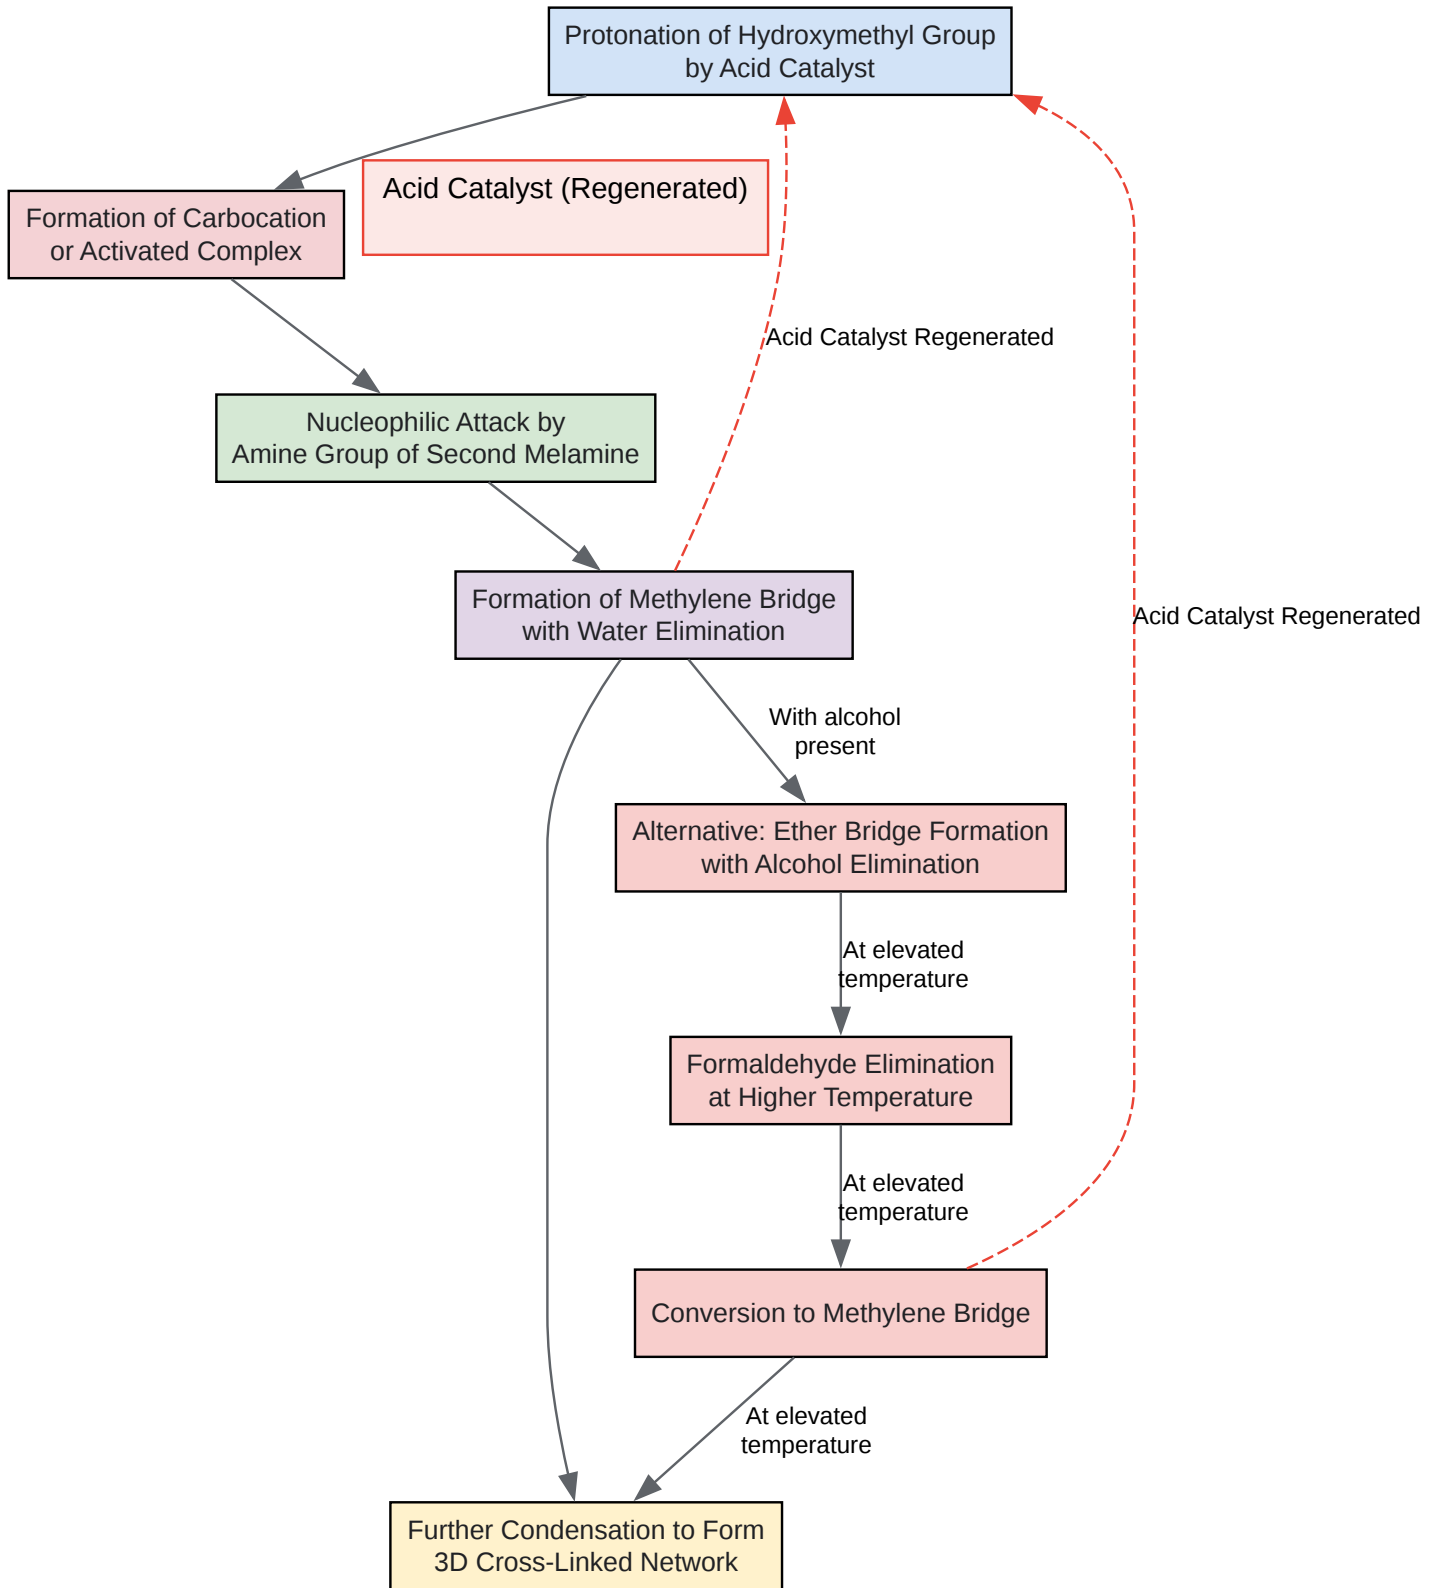 Protonation of Hydroxymethyl Group
by Acid Catalyst
Acid Catalyst (Regenerated)
Formation of Carbocation
or Activated Complex
Acid Catalyst Regenerated
Nucleophilic Attack by
Amine Group of Second Melamine
Formation of Methylene Bridge
with Water Elimination
Acid Catalyst Regenerated
With alcohol
present
Alternative: Ether Bridge Formation
with Alcohol Elimination
At elevated
temperature
Formaldehyde Elimination
at Higher Temperature
At elevated
temperature
Conversion to Methylene Bridge
At elevated
temperature
Further Condensation to Form
3D Cross-Linked Network